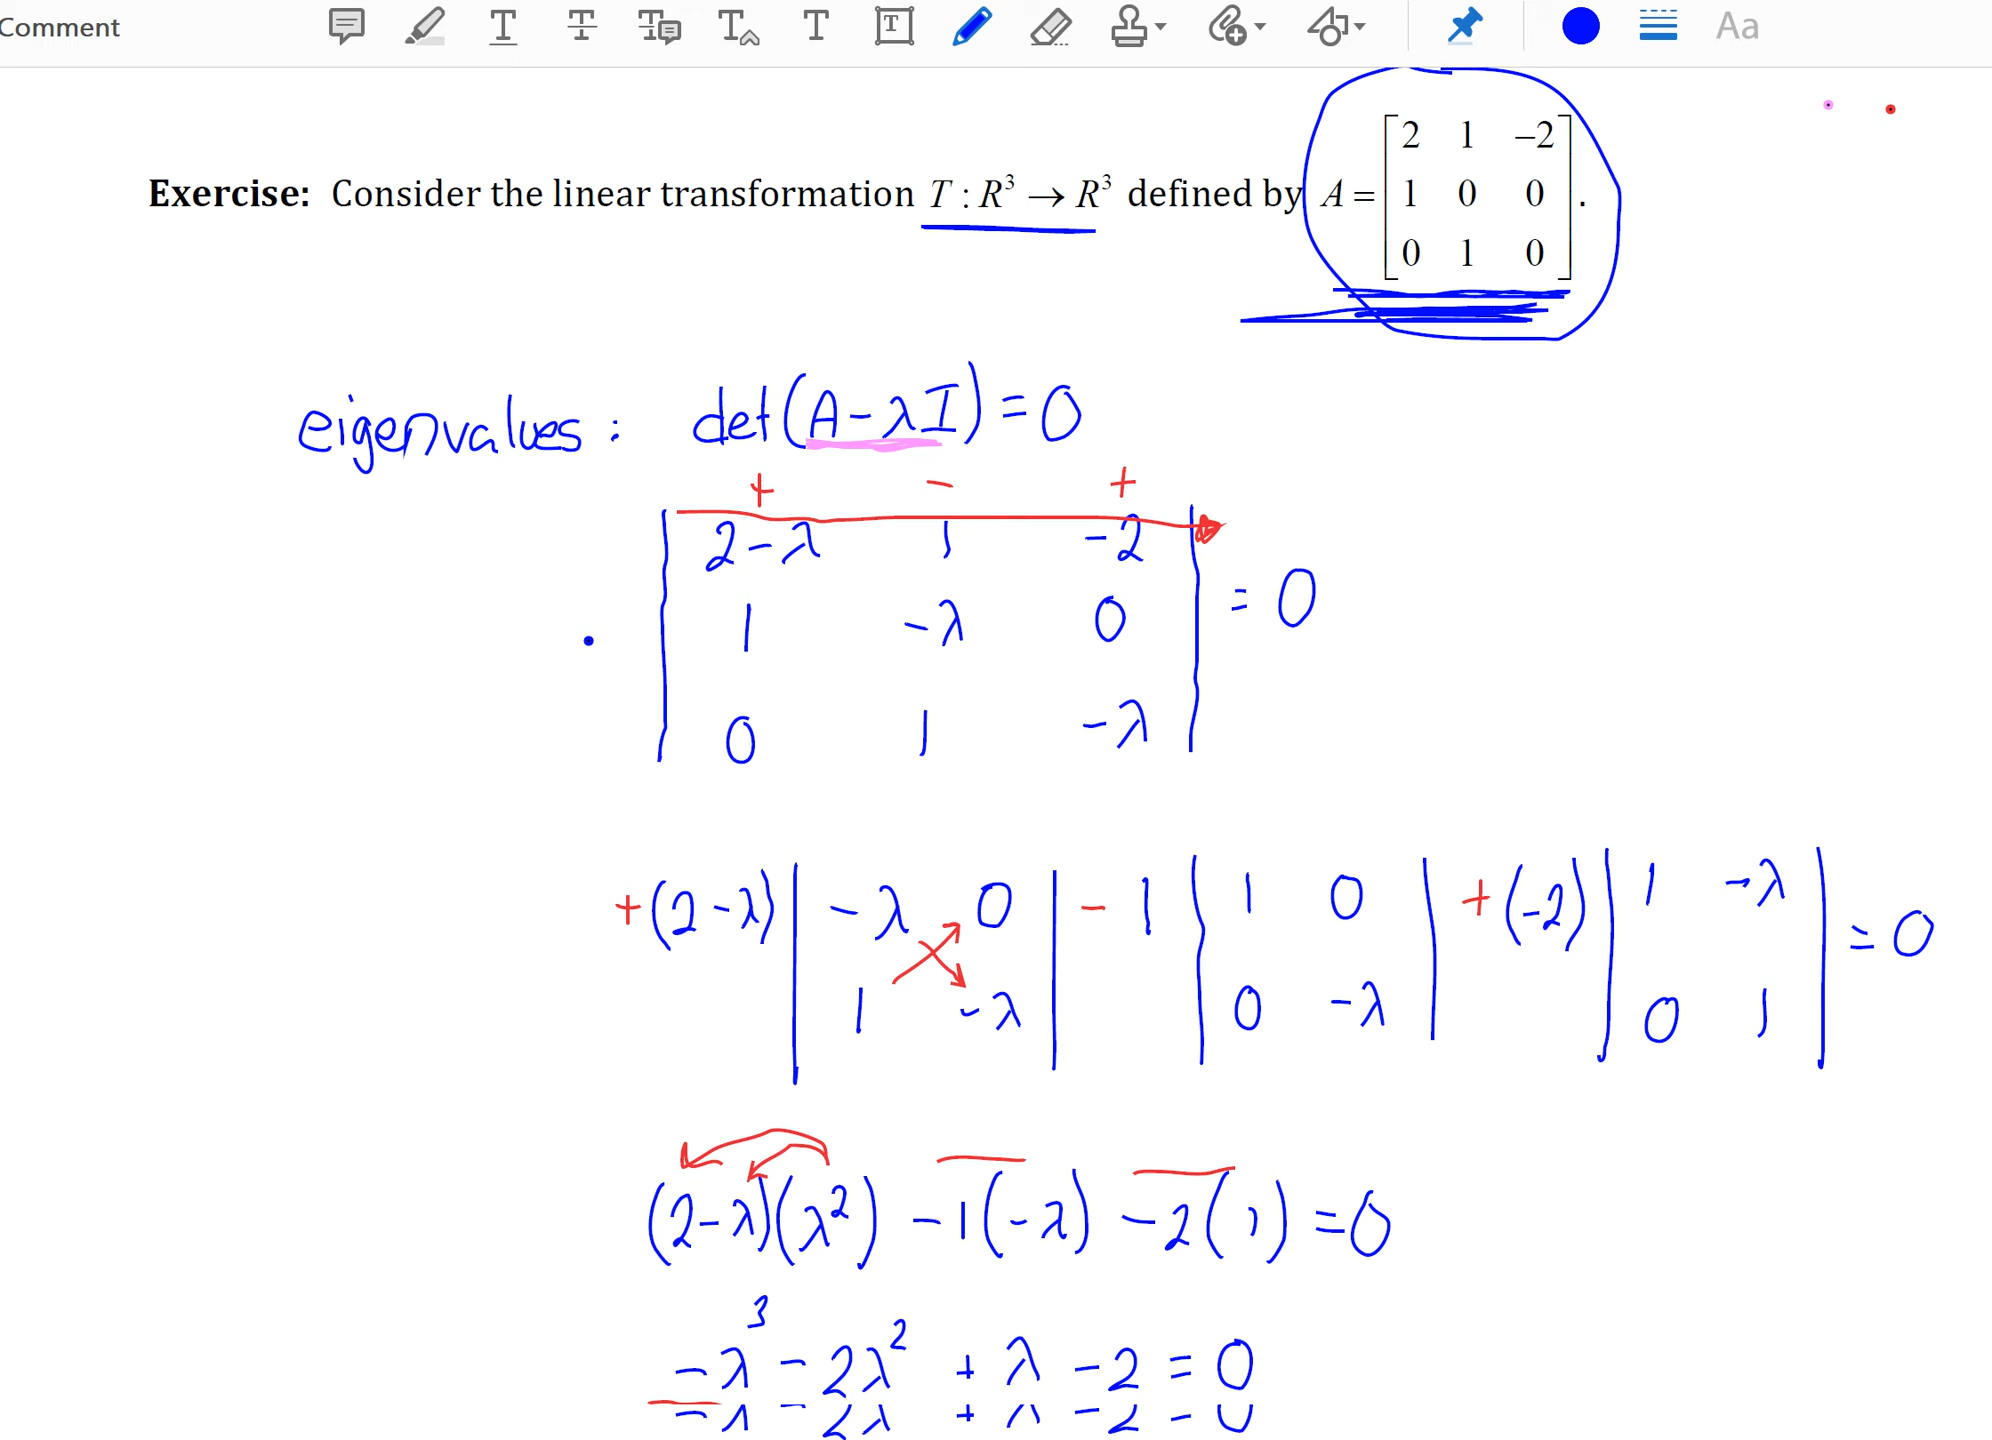 Comment T T T T T T Aa
Exercise: Consider the linear transformation T : R³ → R³ defined by A = [2 1 −2
1 0 0
0 1 0].
eigenvalues : det(A − λI) = 0
+ − +
| 2−λ 1 −2 |
| 1 −λ 0 | = 0
| 0 1 −λ |
+(2−λ) | −λ 0 | − 1 | 1 0 | +(−2) | 1 −λ | = 0
| 1 −λ | | 0 −λ | | 0 1 |
(2−λ)(λ²) −1(−λ) −2(1) = 0
−λ³ − 2λ² + λ − 2 = 0